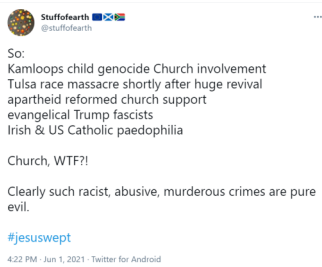 Stuffofearth 🇪🇺🏴󠁧󠁢󠁳󠁣󠁴󠁿🇿🇦
@stuffofearth
So:
Kamloops child genocide Church involvement
Tulsa race massacre shortly after huge revival
apartheid reformed church support
evangelical Trump fascists
Irish & US Catholic paedophilia
Church, WTF?!
Clearly such racist, abusive, murderous crimes are pure
evil.
#jesuswept
4:22 PM · Jun 1, 2021 · Twitter for Android